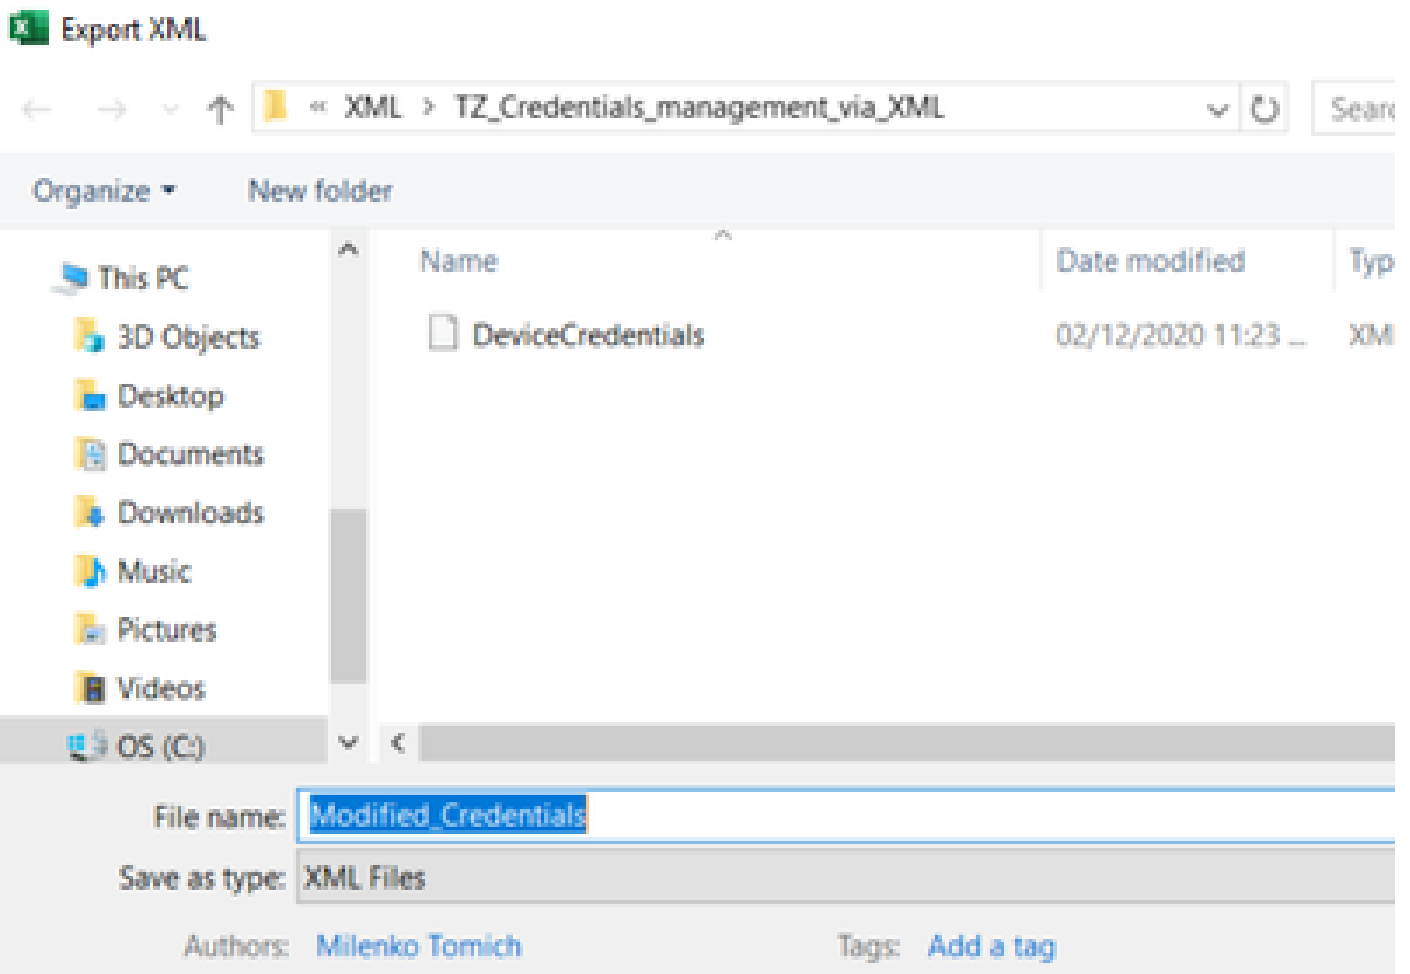 Export XML
« XML > TZ_Credentials_management_via_XML
Organize New folder
Name Date modified
This PC
3D Objects
DeviceCredentials 02/12/2020 11:23 ...
Desktop
Documents
Downloads
Music
Pictures
Videos
OS (C:)
File name: Modified_Credentials
Save as type: XML Files
Authors: Milenko Tomich Tags: Add a tag